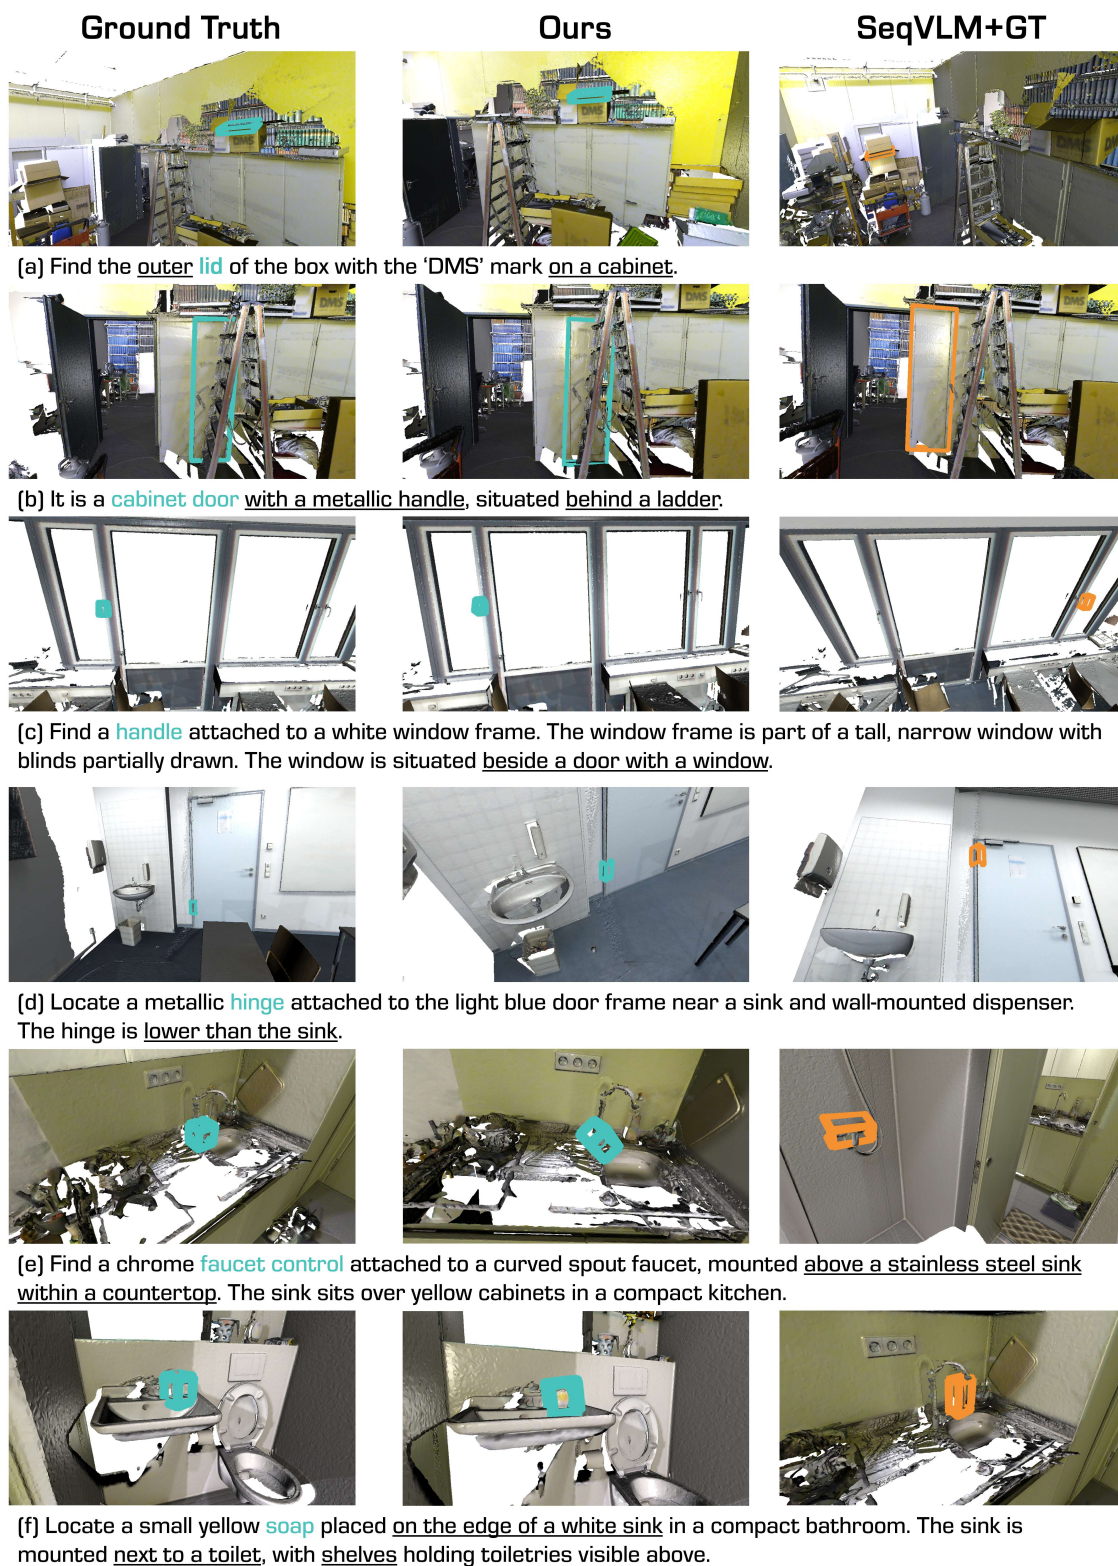 Ground Truth
Ours
SeqVLM+GT
DMS
DMS
DMS
(a) Find the outer lid of the box with the ‘DMS’ mark on a cabinet.
DMS
DMS
DMS
(b) It is a cabinet door with a metallic handle, situated behind a ladder.
(c) Find a handle attached to a white window frame. The window frame is part of a tall, narrow window with
blinds partially drawn. The window is situated beside a door with a window.
(d) Locate a metallic hinge attached to the light blue door frame near a sink and wall-mounted dispenser.
The hinge is lower than the sink.
(e) Find a chrome faucet control attached to a curved spout faucet, mounted above a stainless steel sink
within a countertop. The sink sits over yellow cabinets in a compact kitchen.
(f) Locate a small yellow soap placed on the edge of a white sink in a compact bathroom. The sink is
mounted next to a toilet, with shelves holding toiletries visible above.